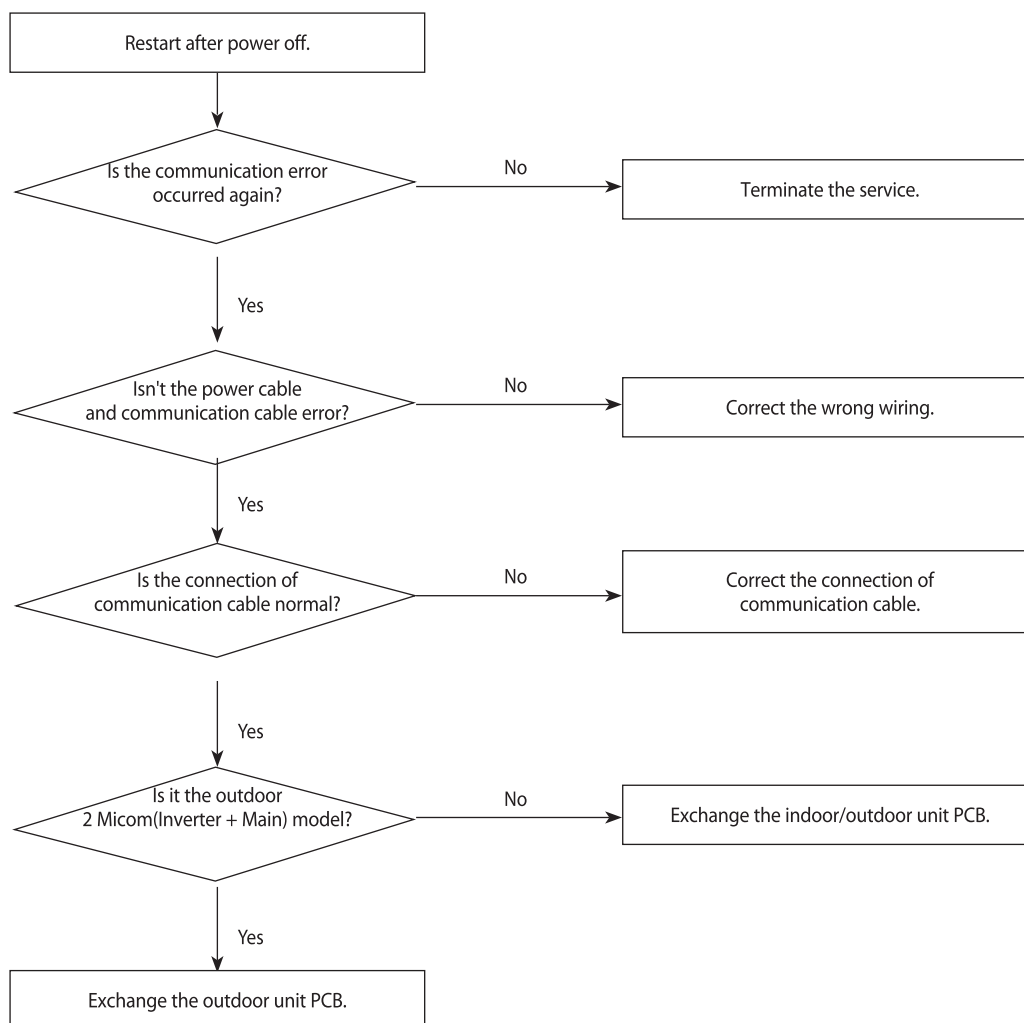 Restart after power off.
Is the communication error
occurred again?
No
Terminate the service.
Yes
Isn't the power cable
and communication cable error?
No
Correct the wrong wiring.
Yes
Is the connection of
communication cable normal?
No
Correct the connection of
communication cable.
Yes
Is it the outdoor
2 Micom(Inverter + Main) model?
No
Exchange the indoor/outdoor unit PCB.
Yes
Exchange the outdoor unit PCB.